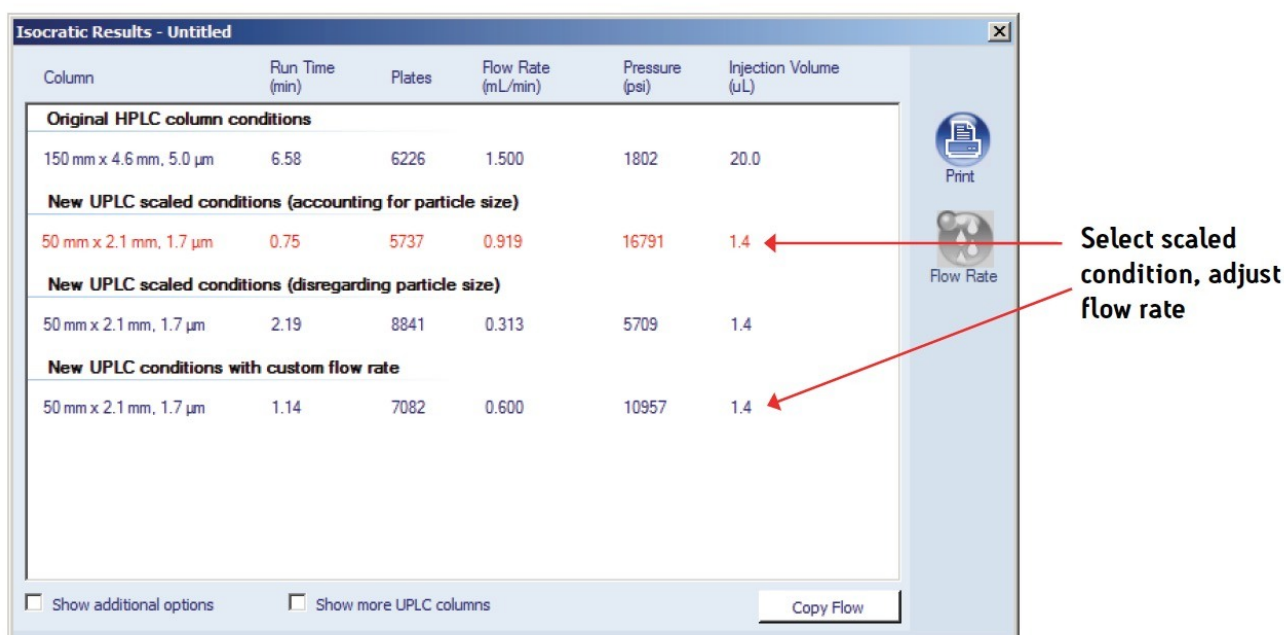 Isocratic Results - Untitled
Column Run Time (min) Plates Flow Rate (mL/min) Pressure (psi) Injection Volume (uL)
Original HPLC column conditions
150 mm x 4.6 mm, 5.0 µm 6.58 6226 1.500 1802 20.0
Print
New UPLC scaled conditions (accounting for particle size)
50 mm x 2.1 mm, 1.7 µm 0.75 5737 0.919 16791 1.4
Flow Rate
Select scaled
condition, adjust
flow rate
New UPLC scaled conditions (disregarding particle size)
50 mm x 2.1 mm, 1.7 µm 2.19 8841 0.313 5709 1.4
New UPLC conditions with custom flow rate
50 mm x 2.1 mm, 1.7 µm 1.14 7082 0.600 10957 1.4
Show additional options Show more UPLC columns Copy Flow